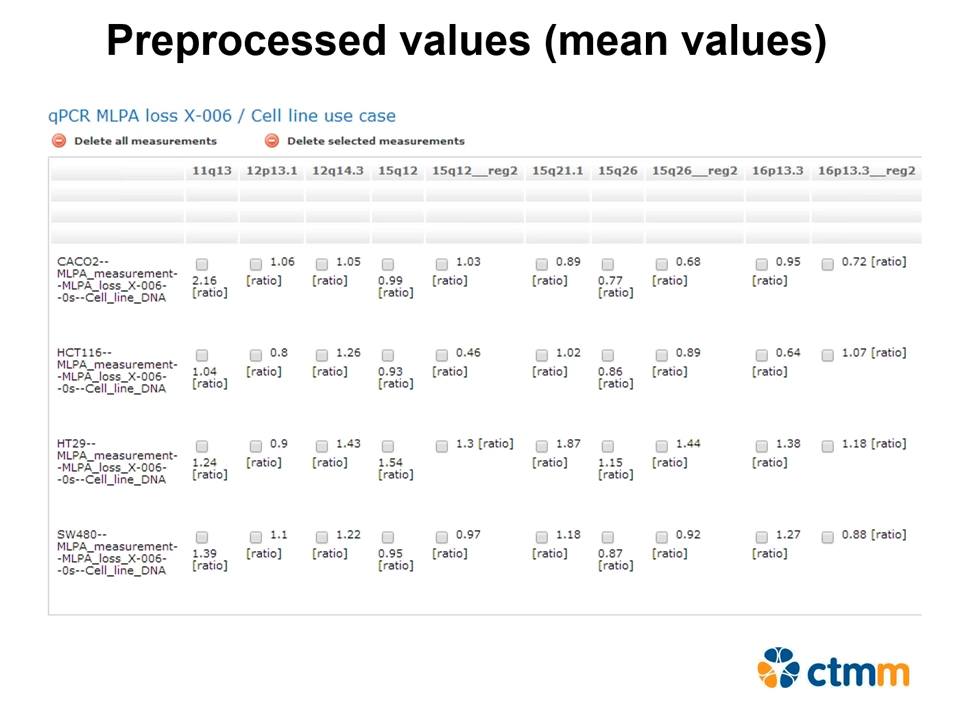 Preprocessed values (mean values)
qPCR MLPA loss X-006 / Cell line use case
Delete all measurements Delete selected measurements
11q13 12p13.1 12q14.3 15q12 15q12__reg2 15q21.1 15q26 15q26__reg2 16p13.3 16p13.3__reg2
CACO2-- 1.06 1.05 1.03 0.89 0.68 0.95 0.72 [ratio]
MLPA_measurement- 2.16 [ratio] [ratio] 0.99 [ratio] [ratio] 0.77 [ratio] [ratio]
-MLPA_loss_X-006- [ratio] [ratio] [ratio]
-0s--Cell_line_DNA
HCT116-- 0.8 1.26 0.46 1.02 0.89 0.64 1.07 [ratio]
MLPA_measurement- 1.04 [ratio] [ratio] 0.93 [ratio] [ratio] 0.86 [ratio] [ratio]
-MLPA_loss_X-006- [ratio] [ratio] [ratio]
-0s--Cell_line_DNA
HT29-- 0.9 1.43 1.3 [ratio] 1.87 1.44 1.38 1.18 [ratio]
MLPA_measurement- 1.24 [ratio] [ratio] 1.54 [ratio] 1.15 [ratio] [ratio]
-MLPA_loss_X-006- [ratio] [ratio] [ratio]
-0s--Cell_line_DNA
SW480-- 1.1 1.22 0.97 1.18 0.92 1.27 0.88 [ratio]
MLPA_measurement- 1.39 [ratio] [ratio] 0.95 [ratio] [ratio] 0.87 [ratio] [ratio]
-MLPA_loss_X-006- [ratio] [ratio] [ratio]
-0s--Cell_line_DNA
ctmm